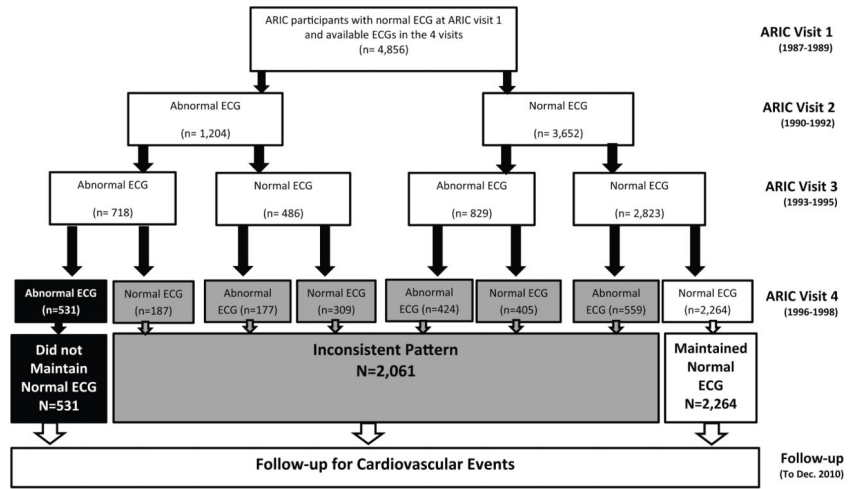 ARIC participants with normal ECG at ARIC visit 1
and available ECGs in the 4 visits
(n= 4,856)
ARIC Visit 1
(1987-1989)
Abnormal ECG
(n= 1,204)
Normal ECG
(n= 3,652)
ARIC Visit 2
(1990-1992)
Abnormal ECG
(n= 718)
Normal ECG
(n= 486)
Abnormal ECG
(n= 829)
Normal ECG
(n= 2,823)
ARIC Visit 3
(1993-1995)
Abnormal ECG
(n=531)
Normal ECG
(n=187)
Abnormal
ECG (n=177)
Normal ECG
(n=309)
Abnormal
ECG (n=424)
Normal ECG
(n=405)
Abnormal
ECG (n=559)
Normal ECG
(n=2,264)
ARIC Visit 4
(1996-1998)
Did not
Maintain
Normal ECG
N=531
Inconsistent Pattern
N=2,061
Maintained
Normal
ECG
N=2,264
Follow-up for Cardiovascular Events
Follow-up
(To Dec. 2010)